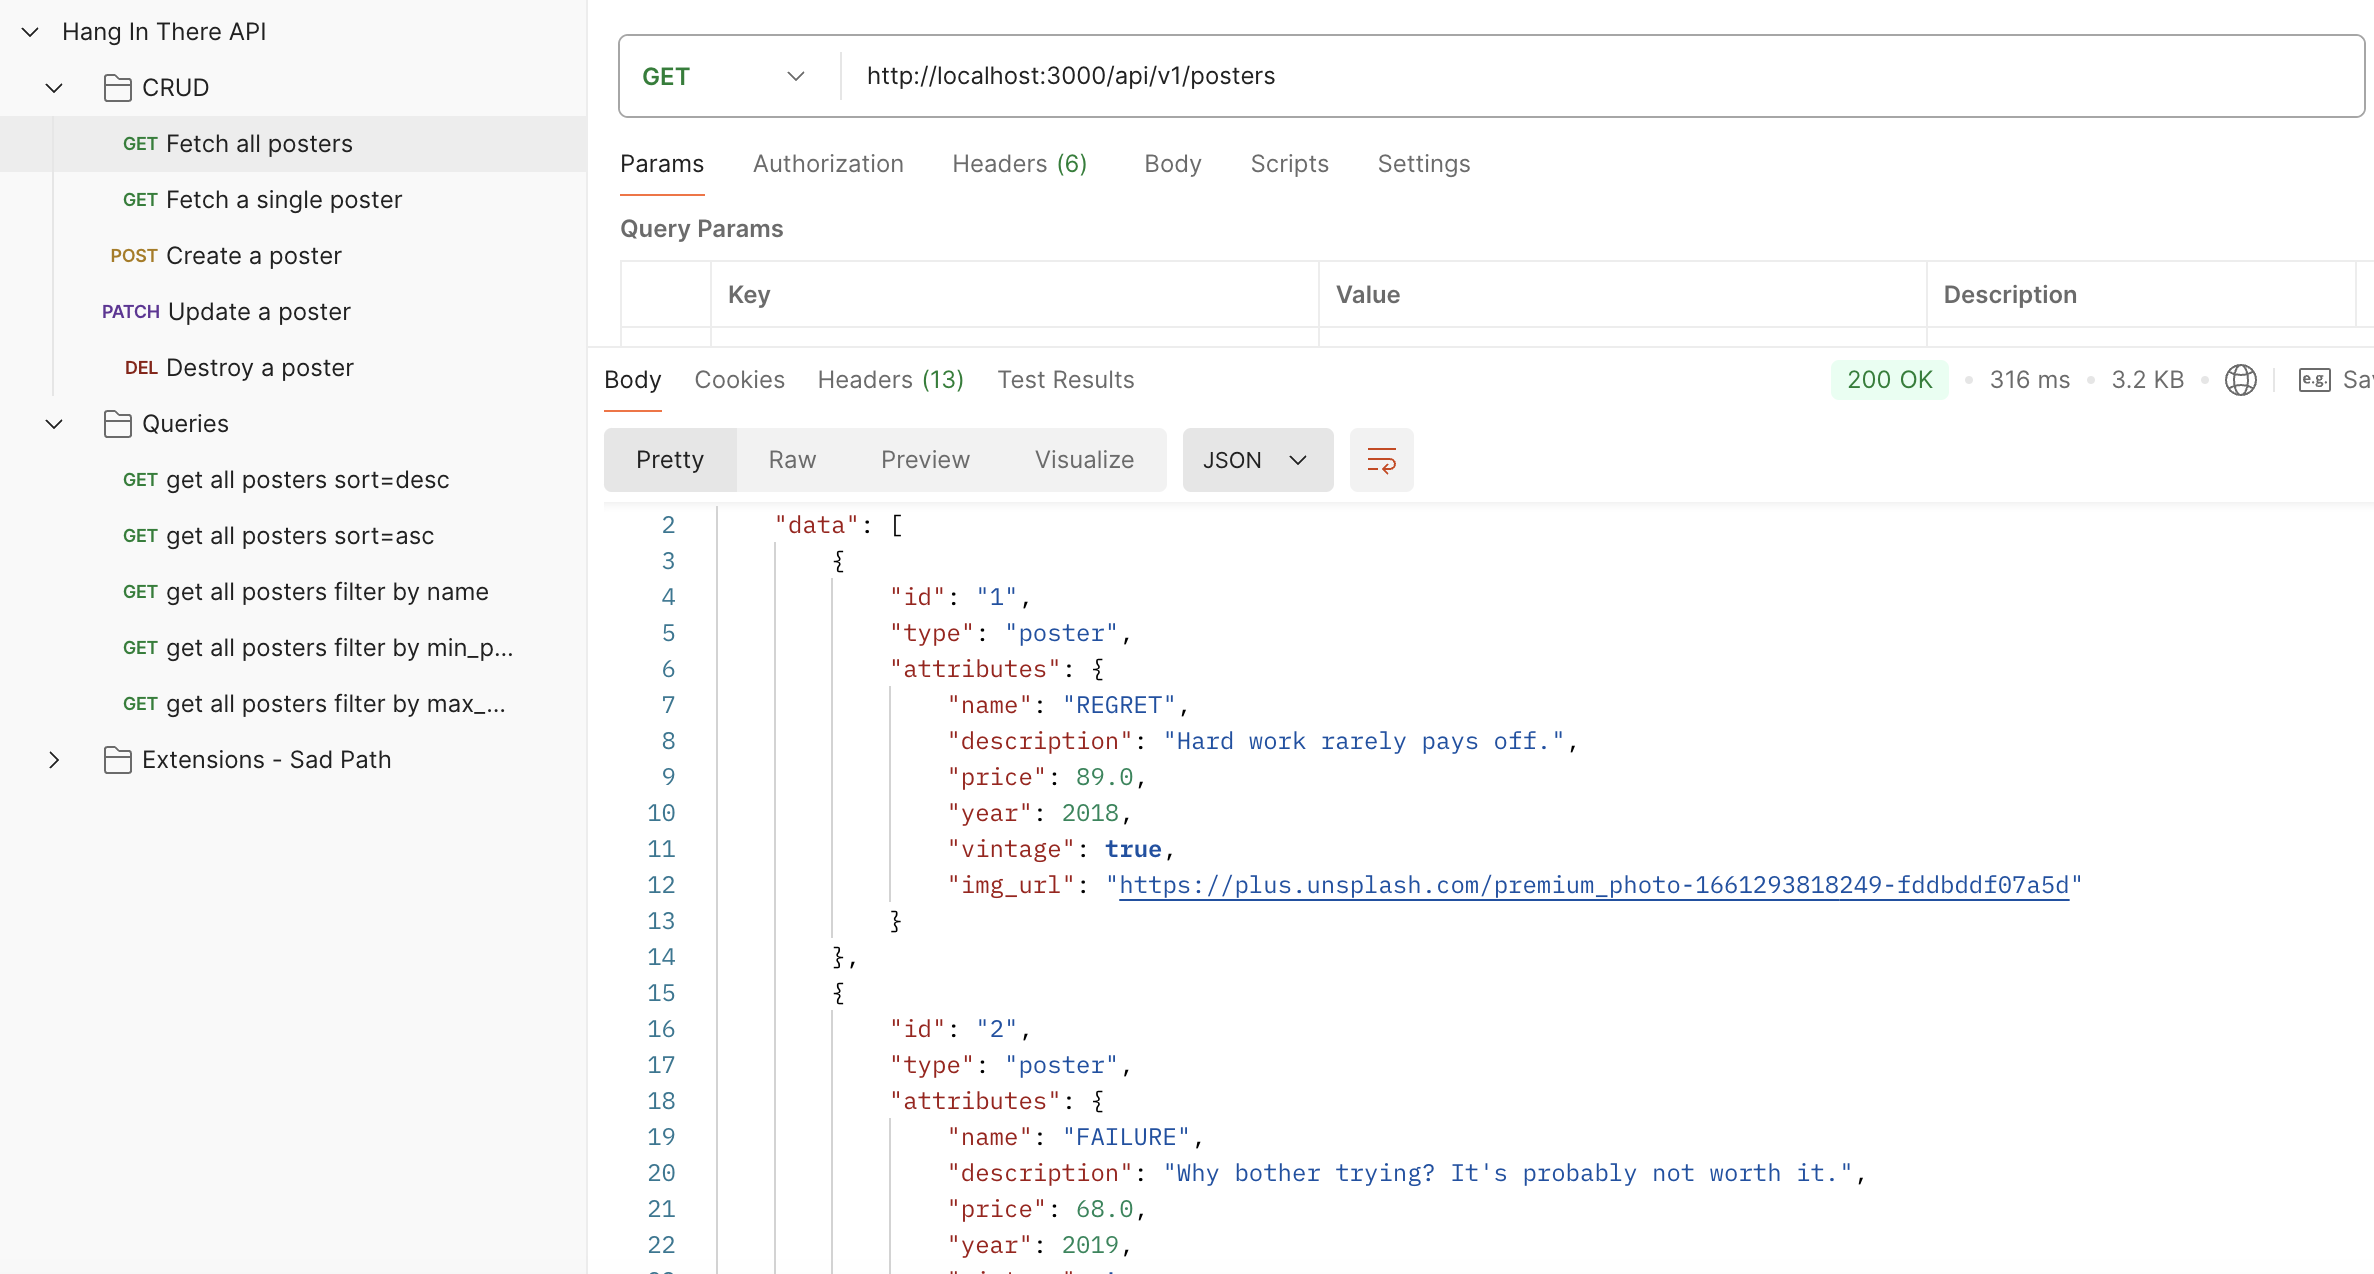 Hang In There API
CRUD
GET Fetch all posters
GET Fetch a single poster
POST Create a poster
PATCH Update a poster
DEL Destroy a poster
Queries
GET get all posters sort=desc
GET get all posters sort=asc
GET get all posters filter by name
GET get all posters filter by min_p...
GET get all posters filter by max_...
Extensions - Sad Path
GET http://localhost:3000/api/v1/posters
Params Authorization Headers (6) Body Scripts Settings
Query Params
Key Value Description
Body Cookies Headers (13) Test Results 200 OK • 316 ms • 3.2 KB • e.g.
Pretty Raw Preview Visualize JSON
2 "data": [
3 {
4 "id": "1",
5 "type": "poster",
6 "attributes": {
7 "name": "REGRET",
8 "description": "Hard work rarely pays off.",
9 "price": 89.0,
10 "year": 2018,
11 "vintage": true,
12 "img_url": "https://plus.unsplash.com/premium_photo-1661293818249-fddbddf07a5d"
13 }
14 },
15 {
16 "id": "2",
17 "type": "poster",
18 "attributes": {
19 "name": "FAILURE",
20 "description": "Why bother trying? It's probably not worth it.",
21 "price": 68.0,
22 "year": 2019,